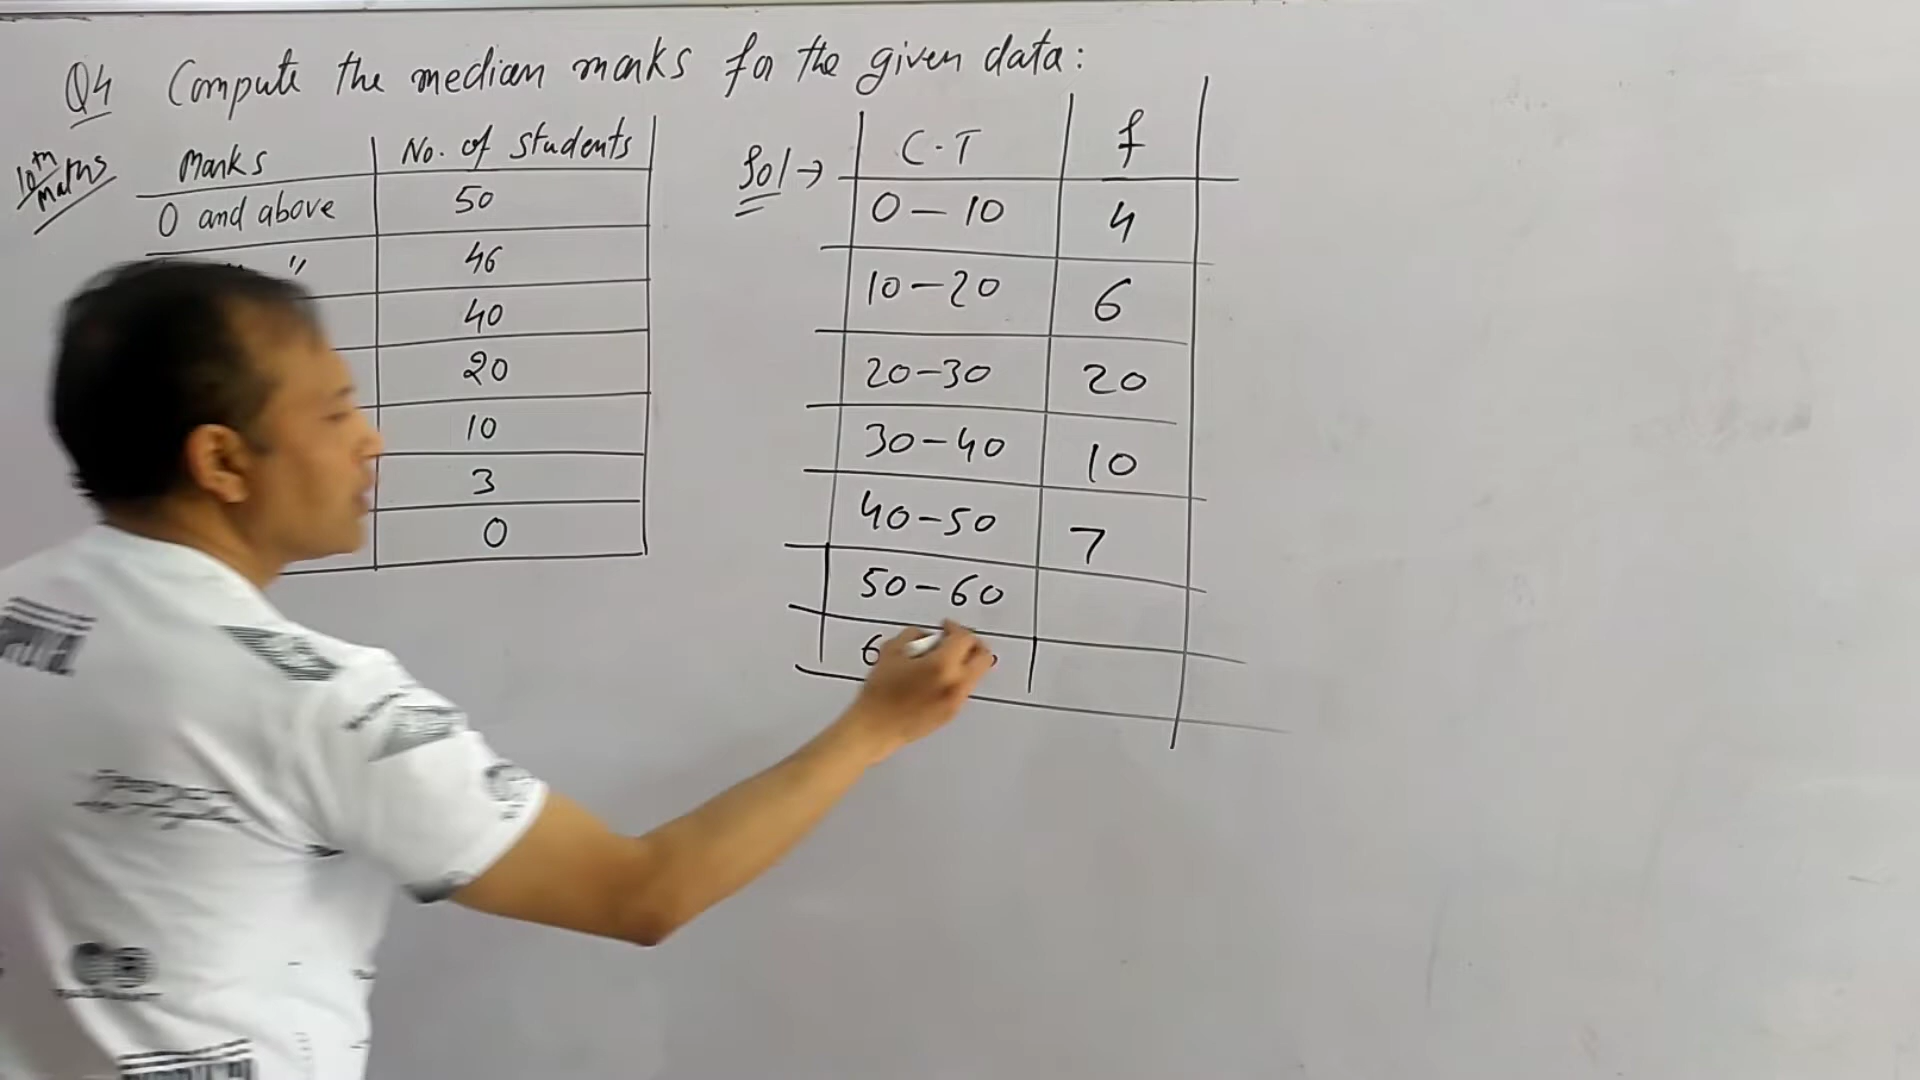 Q4 Compute the median marks for the given data:
10th maths
Marks No. of students
0 and above 50
" 46
40
20
10
3
0
Sol → C.T f
0 – 10 4
10 – 20 6
20 – 30 20
30 – 40 10
40 – 50 7
50 – 60
6